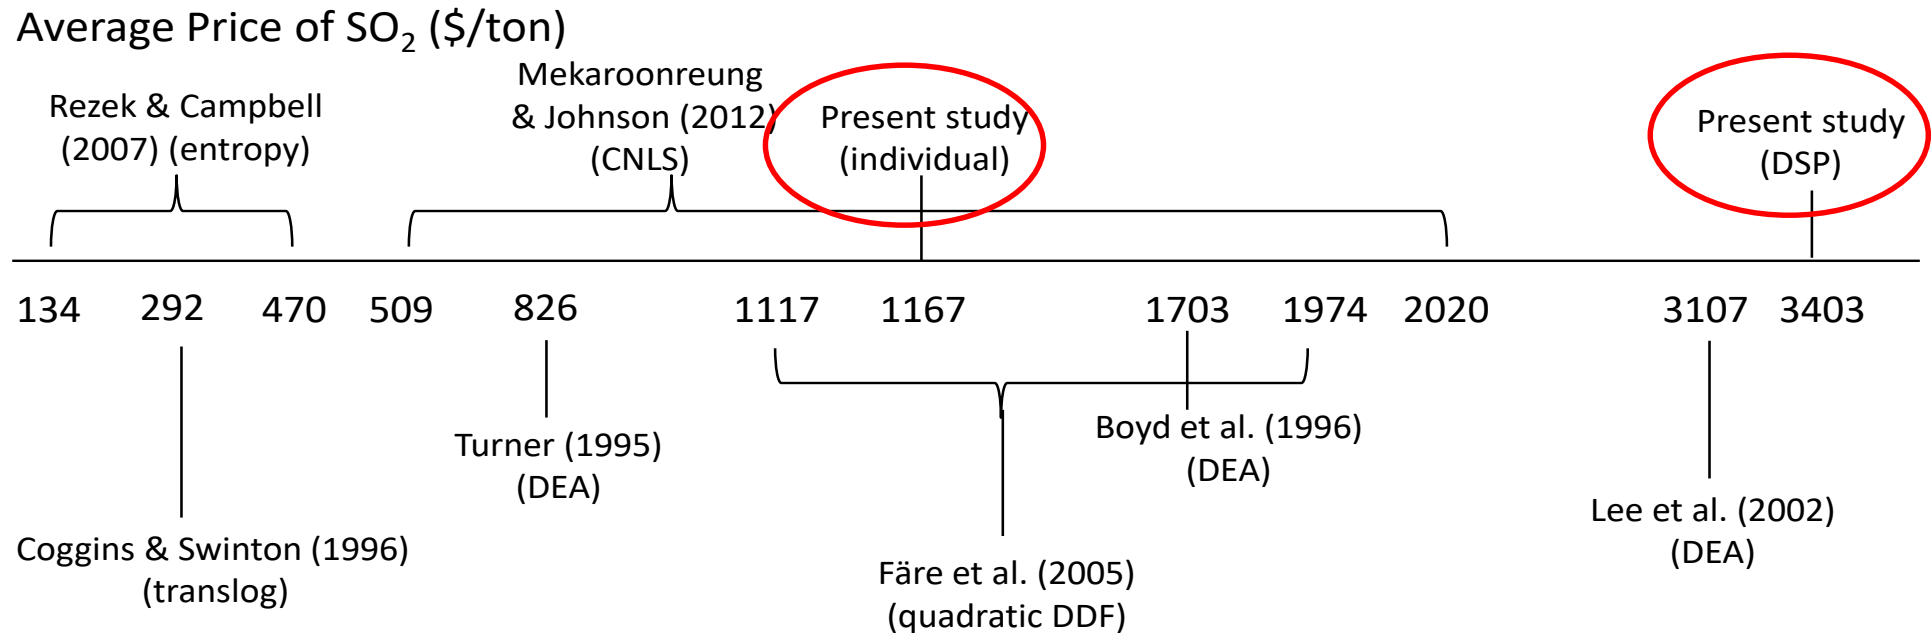 Average Price of SO₂ ($/ton)
Rezek & Campbell
(2007) (entropy)
Mekaroonreung
& Johnson (2012)
(CNLS)
Present study
(individual)
Present study
(DSP)
134 292 470 509 826 1117 1167 1703 1974 2020 3107 3403
Coggins & Swinton (1996)
(translog)
Turner (1995)
(DEA)
Färe et al. (2005)
(quadratic DDF)
Boyd et al. (1996)
(DEA)
Lee et al. (2002)
(DEA)